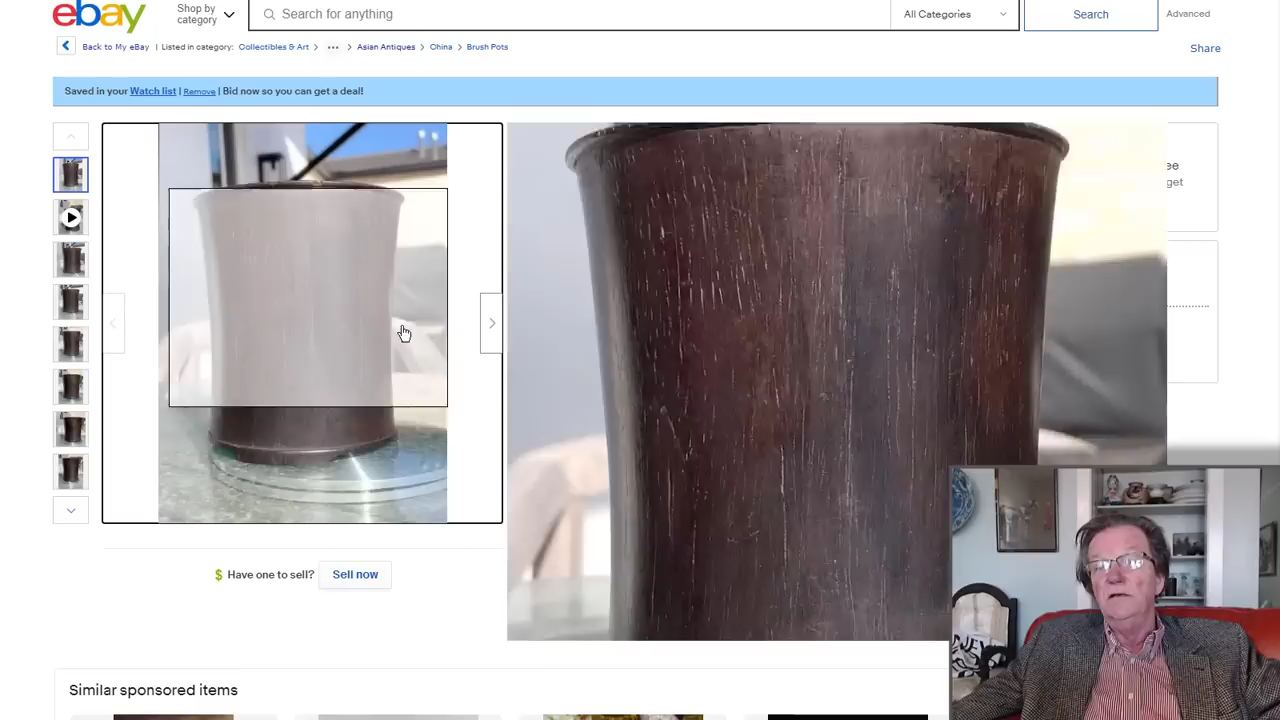 ebay
Shop by
category
Search for anything
All Categories
Search
Advanced
Back to My eBay | Listed in category: Collectibles & Art > ... > Asian Antiques > China > Brush Pots
Share
Saved in your Watch list | Remove | Bid now so you can get a deal!
ee
get
$ Have one to sell? Sell now
Similar sponsored items